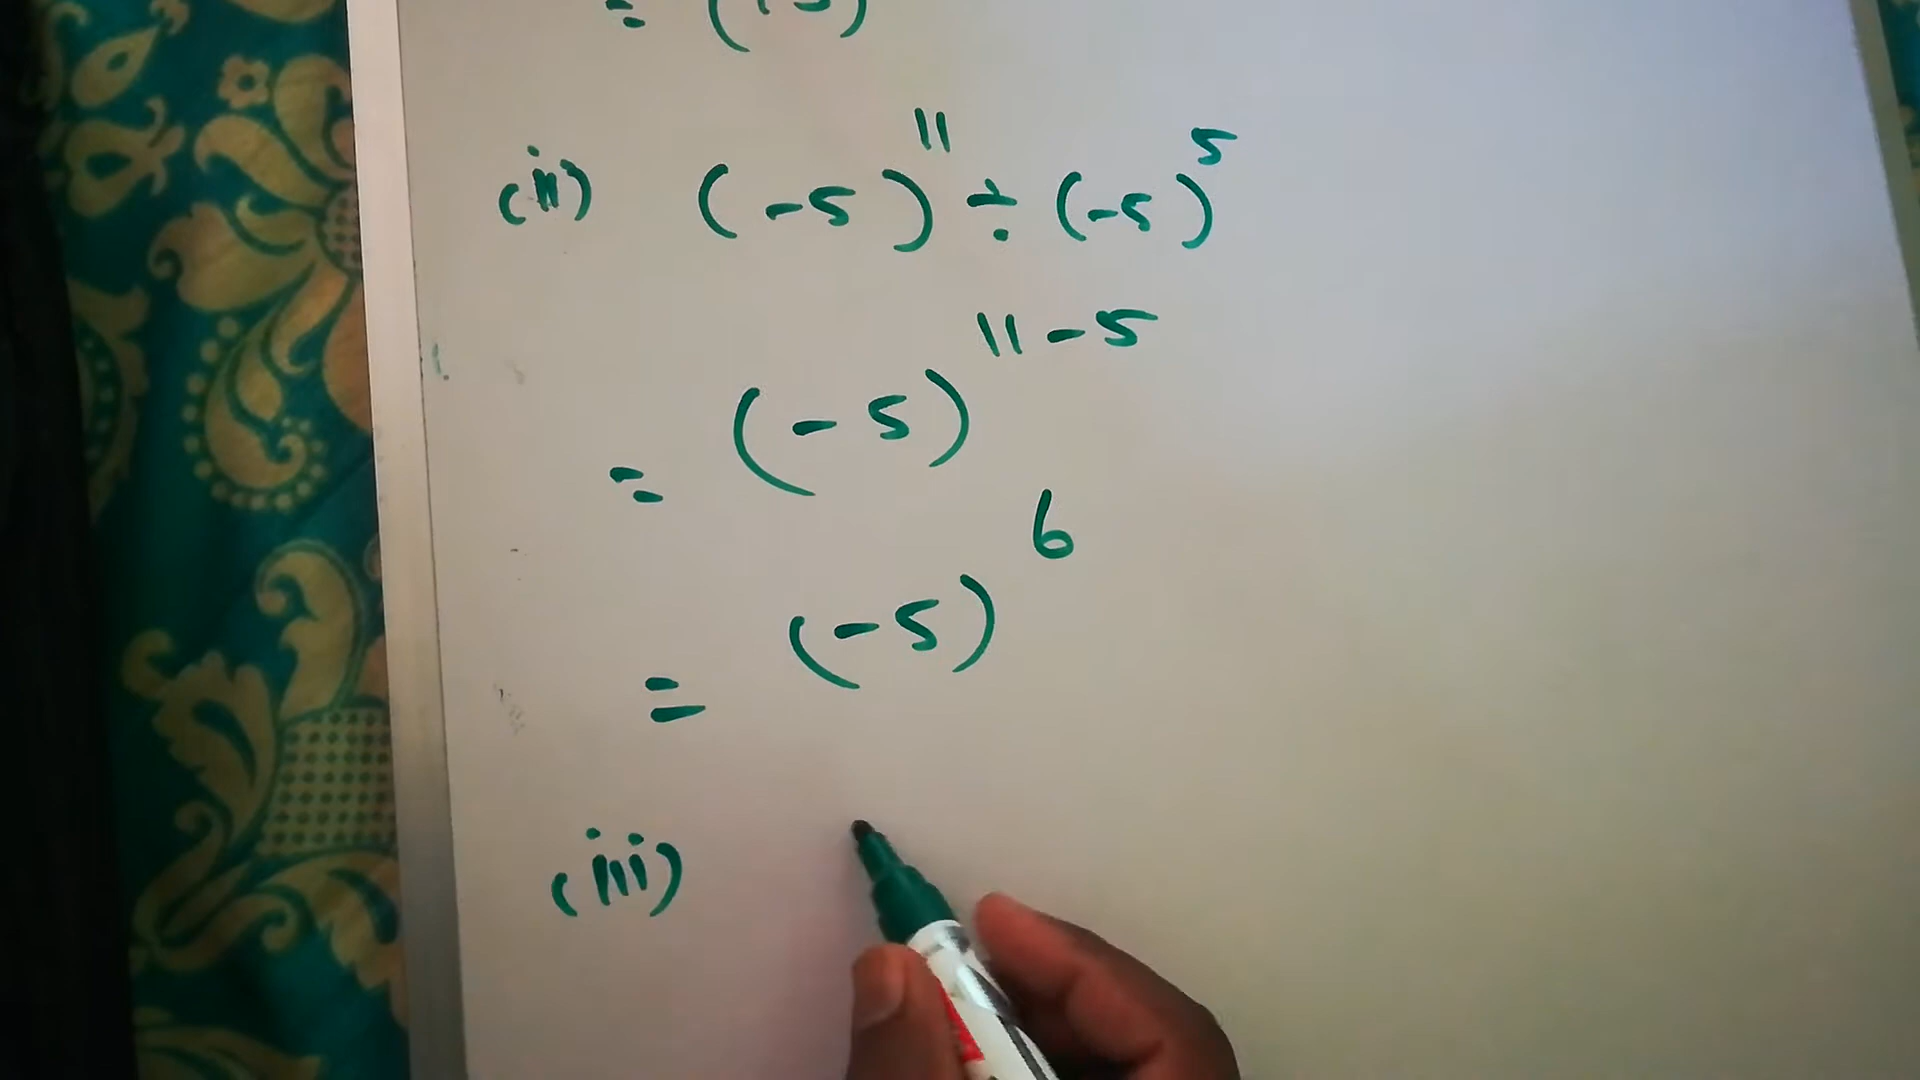 (ii) (-5)^11 ÷ (-5)^5
= (-5)^11-5
= (-5)^6
(iii)